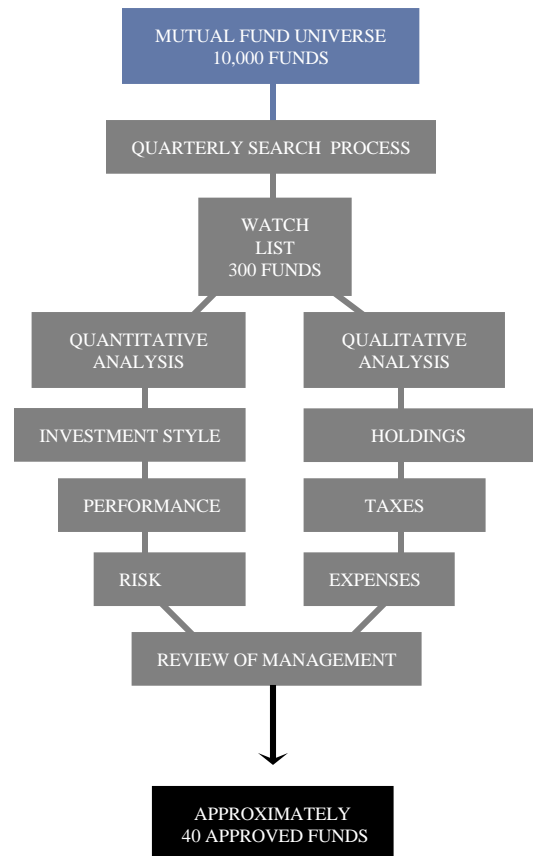 MUTUAL FUND UNIVERSE
10,000 FUNDS
QUARTERLY SEARCH PROCESS
WATCH
LIST
300 FUNDS
QUANTITATIVE
ANALYSIS
INVESTMENT STYLE
PERFORMANCE
RISK
QUALITATIVE
ANALYSIS
HOLDINGS
TAXES
EXPENSES
REVIEW OF MANAGEMENT
APPROXIMATELY
40 APPROVED FUNDS